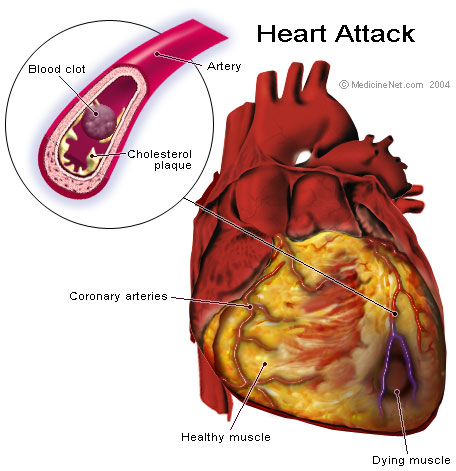 Heart Attack
© MedicineNet.com 2004
Artery
Blood clot
Cholesterol
plaque
Coronary arteries
Healthy muscle
Dying muscle